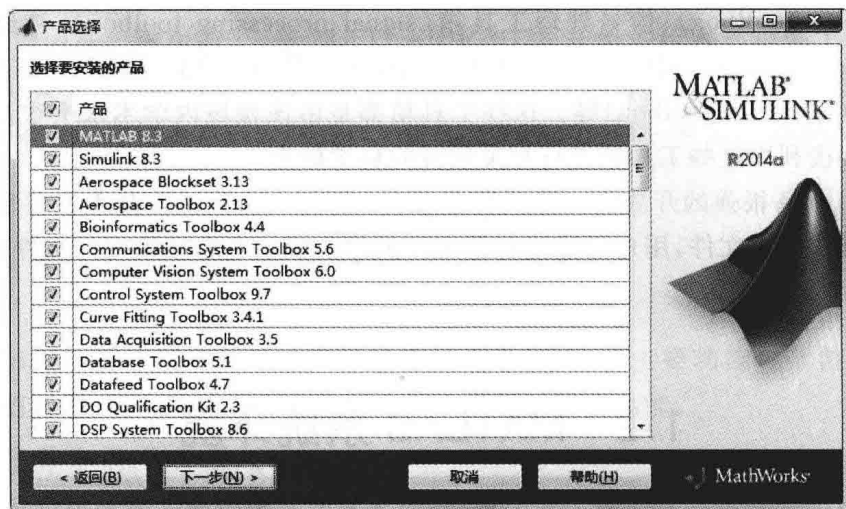 产品选择
选择要安装的产品
产品
MATLAB 8.3
Simulink 8.3
Aerospace Blockset 3.13
Aerospace Toolbox 2.13
Bioinformatics Toolbox 4.4
Communications System Toolbox 5.6
Computer Vision System Toolbox 6.0
Control System Toolbox 9.7
Curve Fitting Toolbox 3.4.1
Data Acquisition Toolbox 3.5
Database Toolbox 5.1
Datafeed Toolbox 4.7
DO Qualification Kit 2.3
DSP System Toolbox 8.6
MATLAB®
SIMULINK®
R2014a
< 返回(B)
下一步(N) >
取消
帮助(H)
MathWorks®